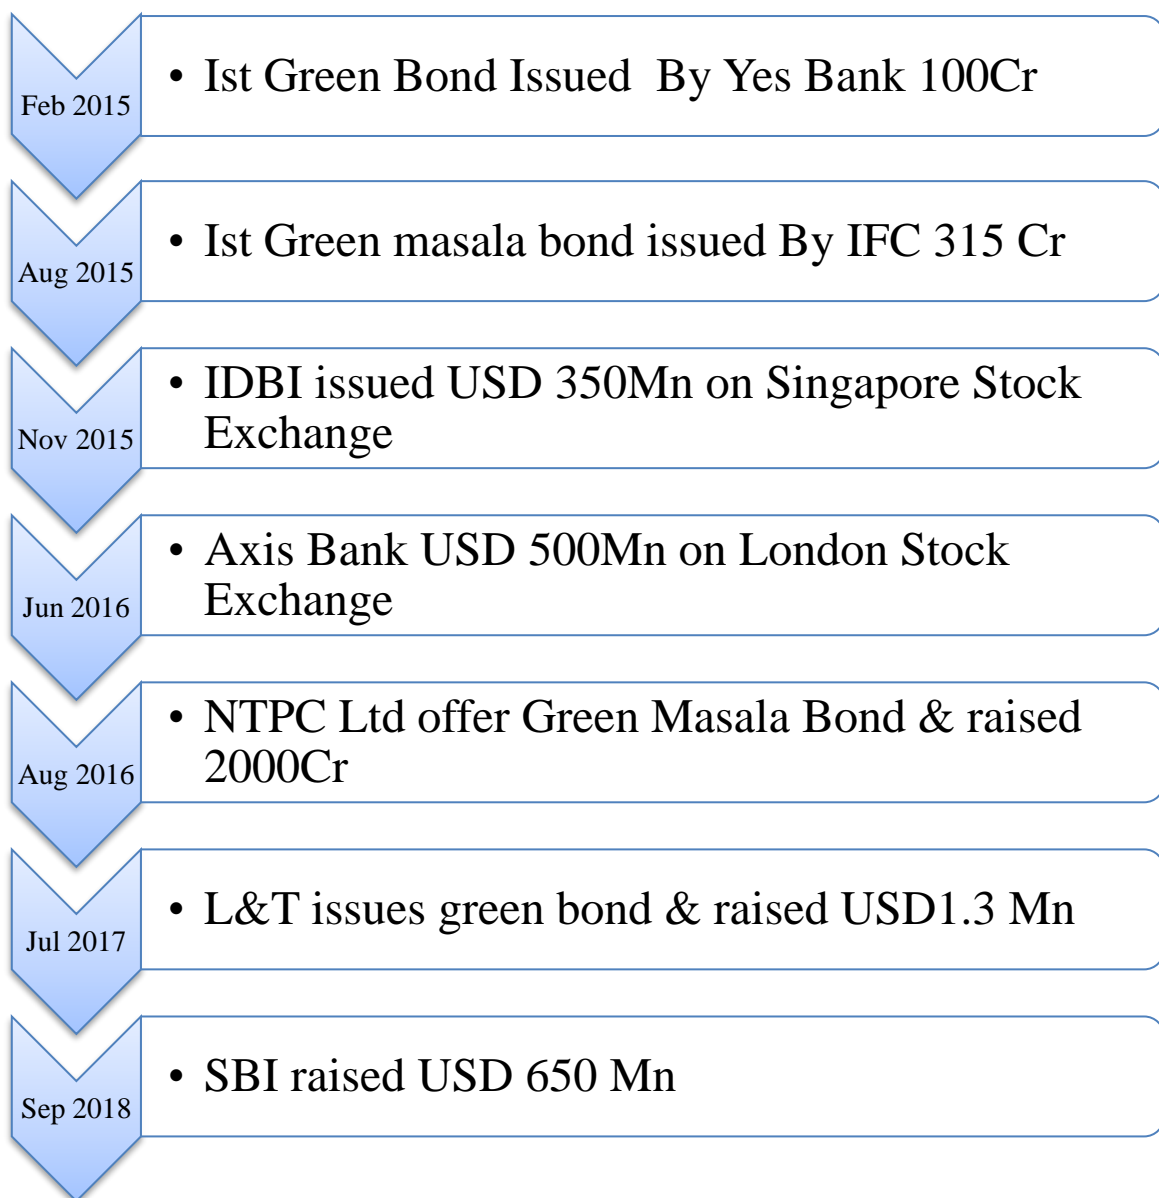 Feb 2015
• Ist Green Bond Issued  By Yes Bank 100Cr
Aug 2015
• Ist Green masala bond issued By IFC 315 Cr
Nov 2015
• IDBI issued USD 350Mn on Singapore Stock
Exchange
Jun 2016
• Axis Bank USD 500Mn on London Stock
Exchange
Aug 2016
• NTPC Ltd offer Green Masala Bond & raised
2000Cr
Jul 2017
• L&T issues green bond & raised USD1.3 Mn
Sep 2018
• SBI raised USD 650 Mn